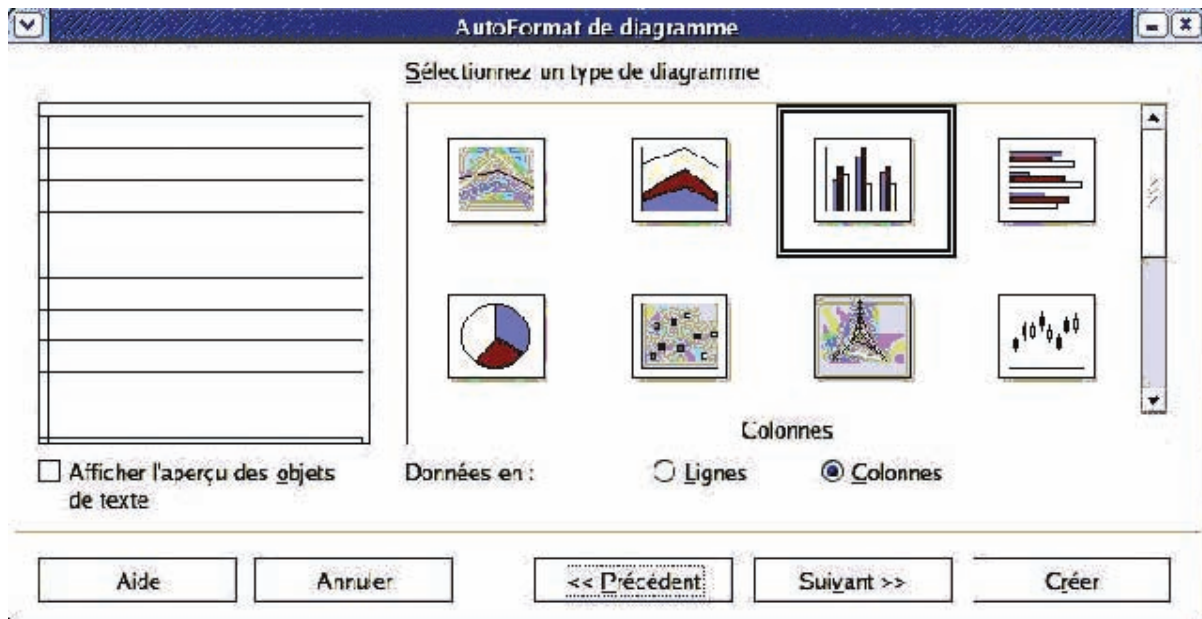 AutoFormat de diagramme
Sélectionnez un type de diagramme
Colonnes
Afficher l'aperçu des objets
de texte
Données en :
Lignes
Colonnes
Aide
Annuler
<< Précédent
Suivant >>
Créer